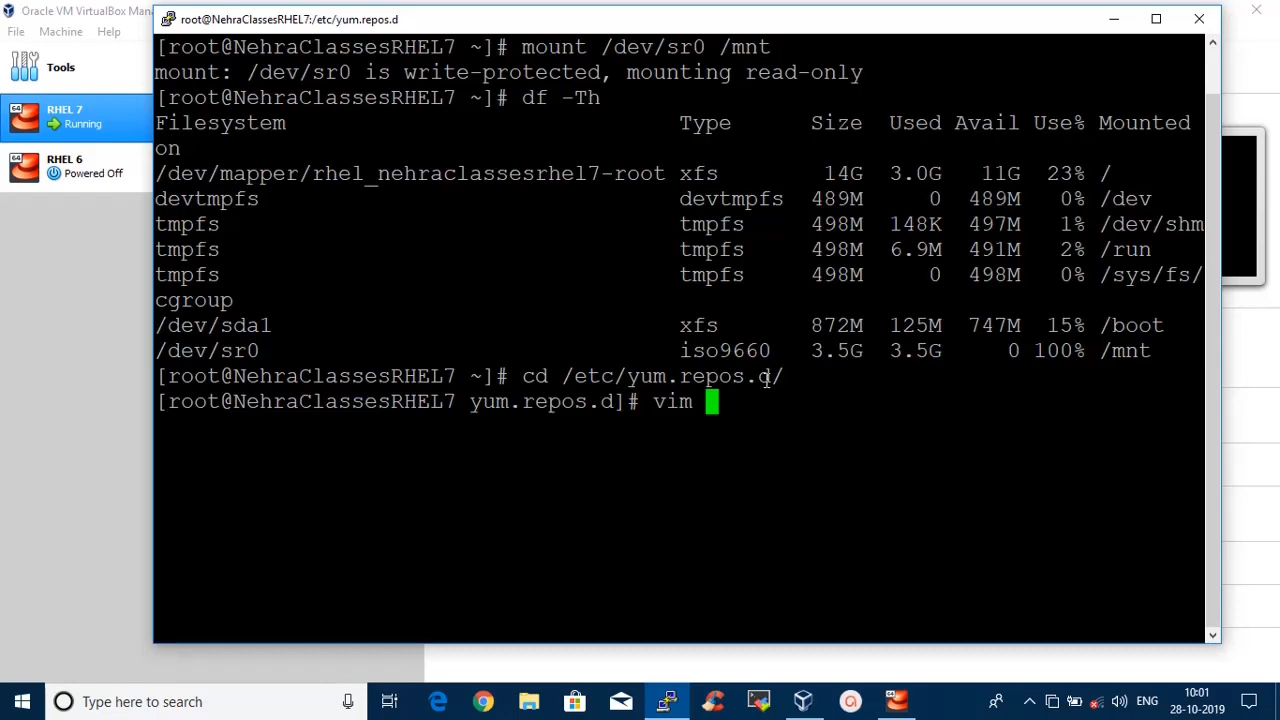 Oracle VM VirtualBox Man
File Machine Help
Tools
64
RHEL 7
Running
64
RHEL 6
Powered Off
root@NehraClassesRHEL7:/etc/yum.repos.d
[root@NehraClassesRHEL7 ~]# mount /dev/sr0 /mnt
mount: /dev/sr0 is write-protected, mounting read-only
[root@NehraClassesRHEL7 ~]# df -Th
Filesystem Type Size Used Avail Use% Mounted
on
/dev/mapper/rhel_nehraclassesrhel7-root xfs 14G 3.0G 11G 23% /
devtmpfs devtmpfs 489M 0 489M 0% /dev
tmpfs tmpfs 498M 148K 497M 1% /dev/shm
tmpfs tmpfs 498M 6.9M 491M 2% /run
tmpfs tmpfs 498M 0 498M 0% /sys/fs/
cgroup
/dev/sda1 xfs 872M 125M 747M 15% /boot
/dev/sr0 iso9660 3.5G 3.5G 0 100% /mnt
[root@NehraClassesRHEL7 ~]# cd /etc/yum.repos.d/
[root@NehraClassesRHEL7 yum.repos.d]# vim
Type here to search
64
ENG
10:01
28-10-2019